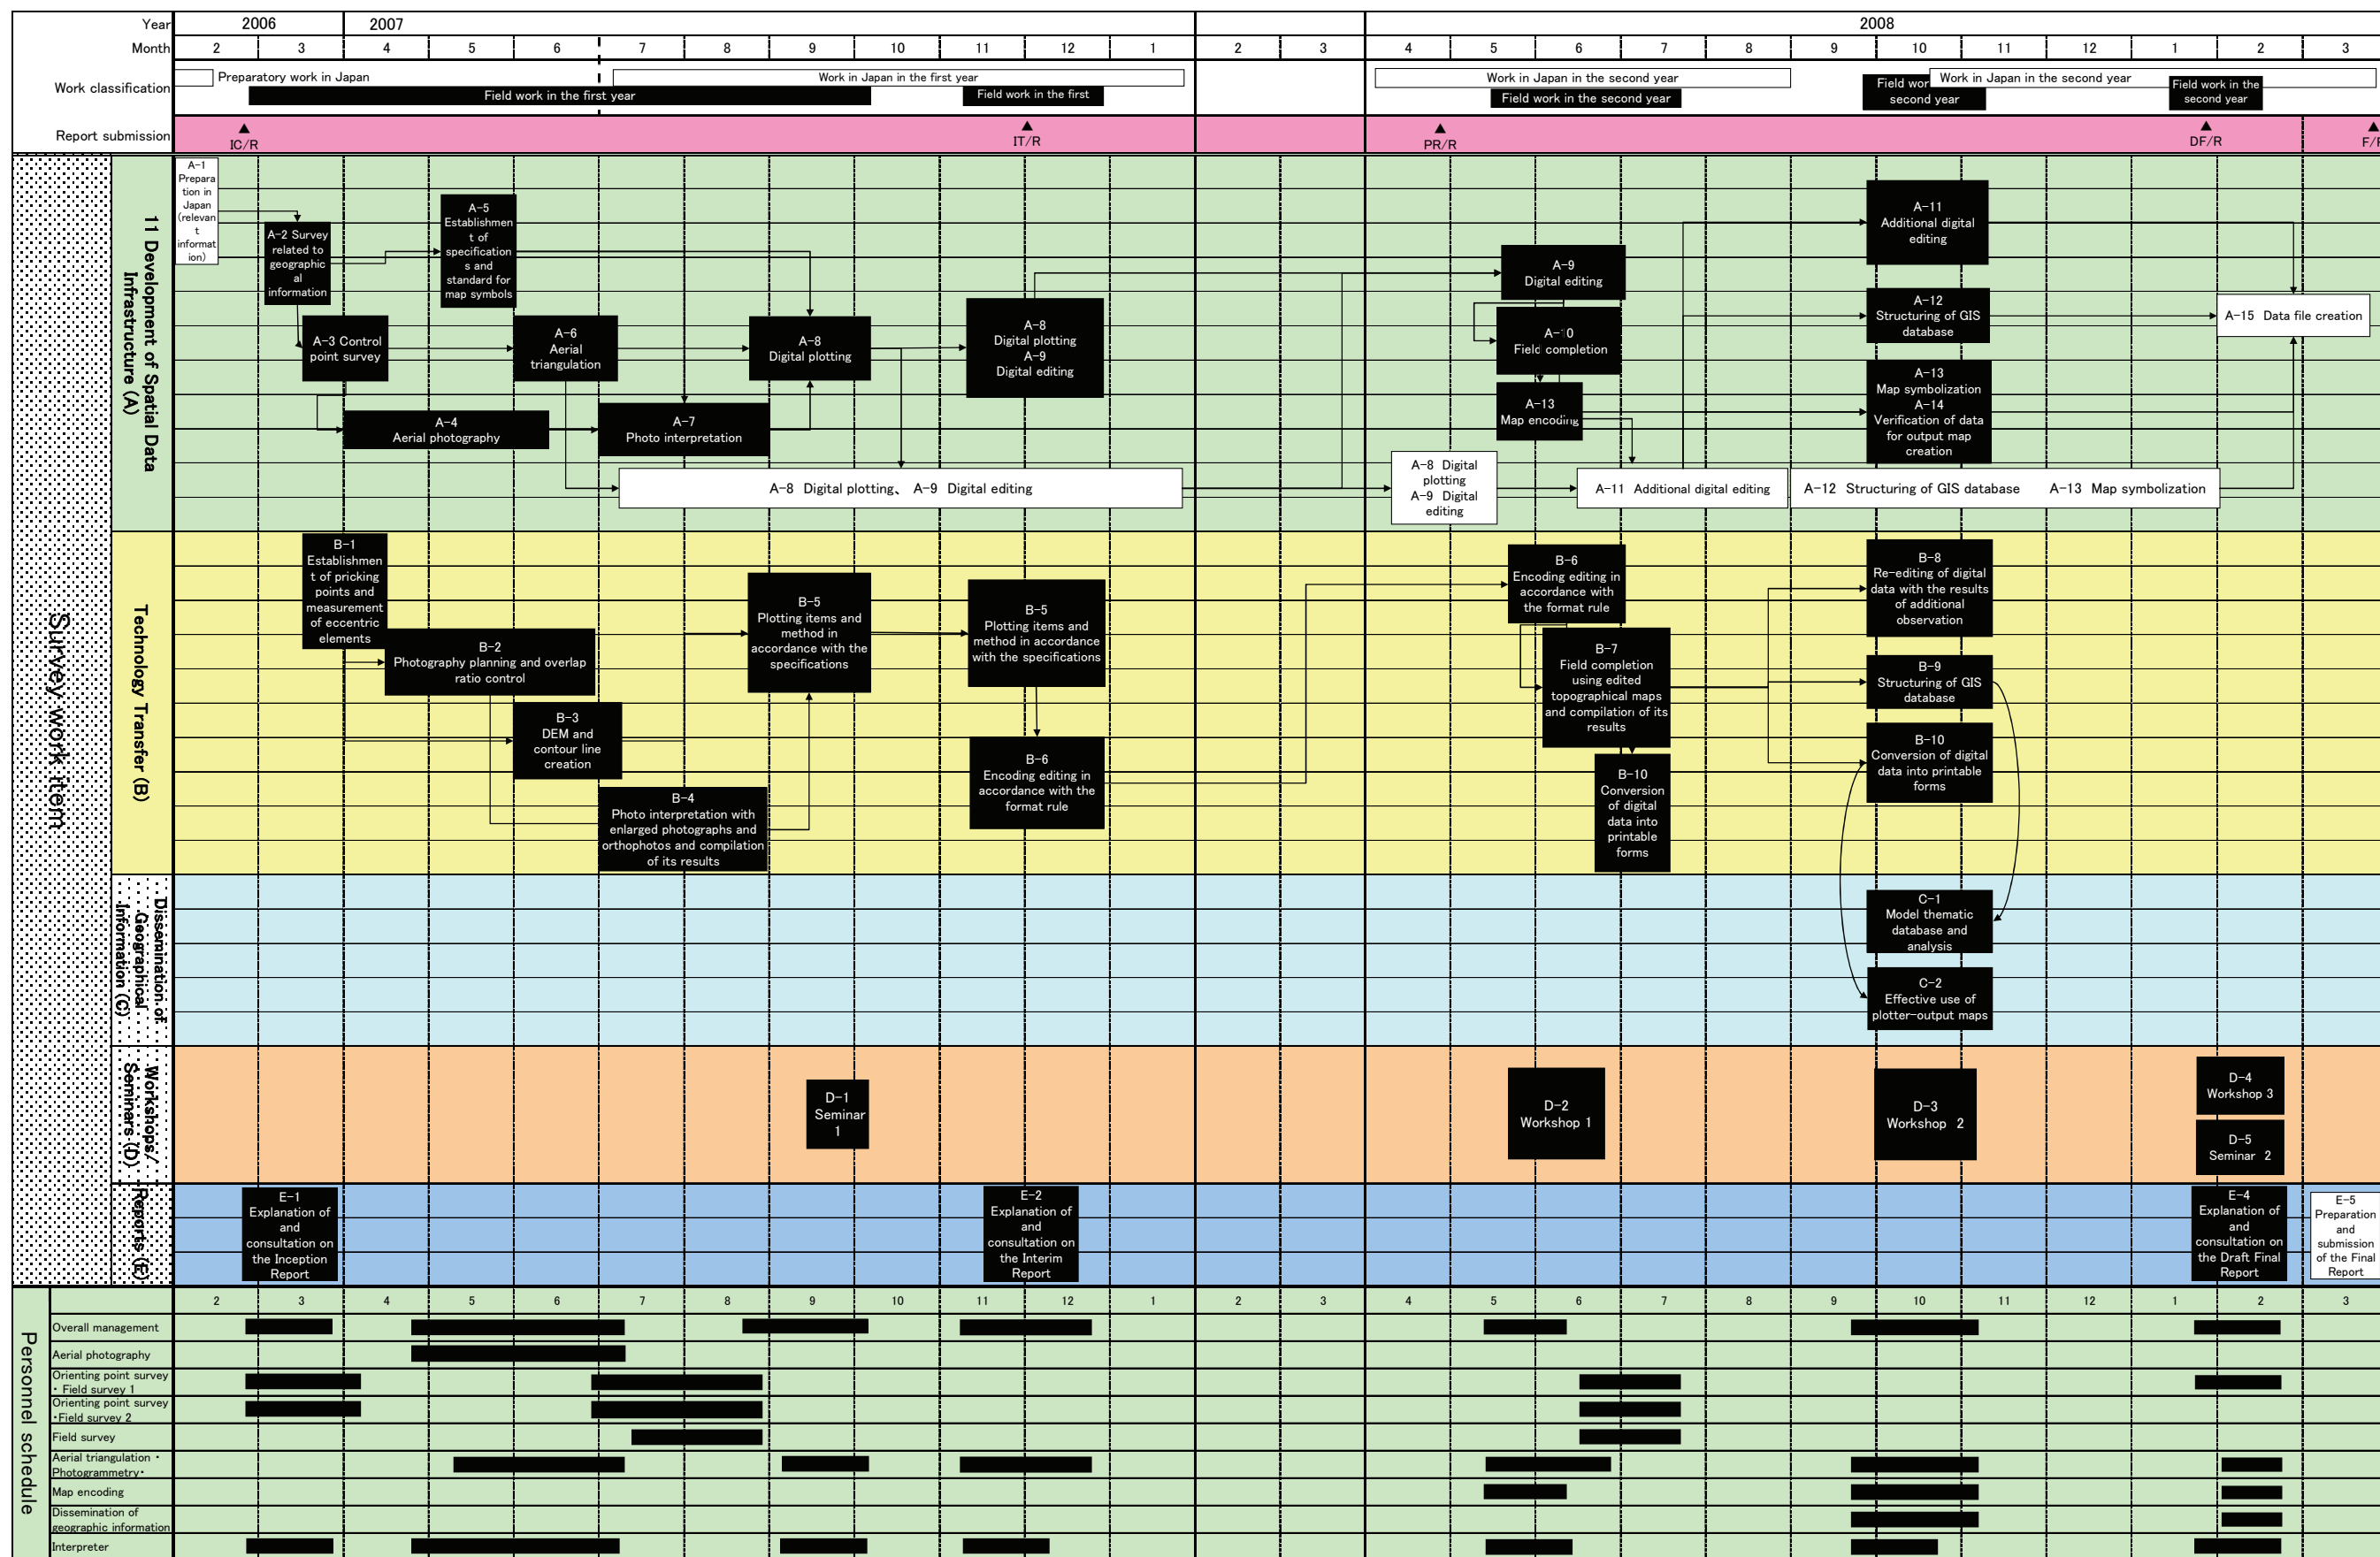 Year 2006 2007 2008
Month 2 3 4 5 6 7 8 9 10 11 12 1 2 3 4 5 6 7 8 9 10 11 12 1 2 3
Work classification
Preparatory work in Japan
Work in Japan in the first year
Field work in the first year
Field work in the first
Work in Japan in the second year
Field work in the second year
Field wor
second year
Work in Japan in the second year
Field work in the
second year
Report submission
▲ ▲ ▲ ▲ ▲
IC/R IT/R PR/R DF/R F/
Survey work item
11 Development of Spatial Data
Infrastructure (A)
A-1
Prepara
tion in
Japan
(relevan
t
informat
ion)
A-2 Survey
related to
geographic
al
information
A-3 Control
point survey
A-4
Aerial photography
A-5
Establishmen
t of
specification
s and
standard for
map symbols
A-6
Aerial
triangulation
A-7
Photo interpretation
A-8
Digital plotting
A-8
Digital plotting
A-9
Digital editing
A-8 Digital plotting、 A-9 Digital editing
A-9
Digital editing
A-10
Field completion
A-13
Map encoding
A-8 Digital
plotting
A-9 Digital
editing
A-11 Additional digital editing
A-11
Additional digital
editing
A-12
Structuring of GIS
database
A-13
Map symbolization
A-14
Verification of data
for output map
creation
A-12 Structuring of GIS database A-13 Map symbolization
A-15 Data file creation
Technology Transfer (B)
B-1
Establishmen
t of pricking
points and
measurement
of eccentric
elements
B-2
Photography planning and overlap
ratio control
B-3
DEM and
contour line
creation
B-4
Photo interpretation with
enlarged photographs and
orthophotos and compilation
of its results
B-5
Plotting items and
method in
accordance with the
specifications
B-5
Plotting items and
method in accordance
with the specifications
B-6
Encoding editing in
accordance with the
format rule
B-6
Encoding editing in
accordance with
the format rule
B-7
Field completion
using edited
topographical maps
and compilation of its
results
B-10
Conversion
of digital
data into
printable
forms
B-8
Re-editing of digital
data with the results
of additional
observation
B-9
Structuring of GIS
database
B-10
Conversion of digital
data into printable
forms
Dissemination of
Geographical
Information (C)
C-1
Model thematic
database and
analysis
C-2
Effective use of
plotter-output maps
Workshops/
Seminars (D)
D-1
Seminar
1
D-2
Workshop 1
D-3
Workshop 2
D-4
Workshop 3
D-5
Seminar 2
Reports (E)
E-1
Explanation of
and
consultation on
the Inception
Report
E-2
Explanation of
and
consultation on
the Interim
Report
E-4
Explanation of
and
consultation on
the Draft Final
Report
E-5
Preparation
and
submission
of the Final
Report
Personnel schedule
2 3 4 5 6 7 8 9 10 11 12 1 2 3 4 5 6 7 8 9 10 11 12 1 2 3
Overall management
Aerial photography
Orienting point survey
・Field survey 1
Orienting point survey
・Field survey 2
Field survey
Aerial triangulation・
Photogrammetry・
Map encoding
Dissemination of
geographic information
Interpreter